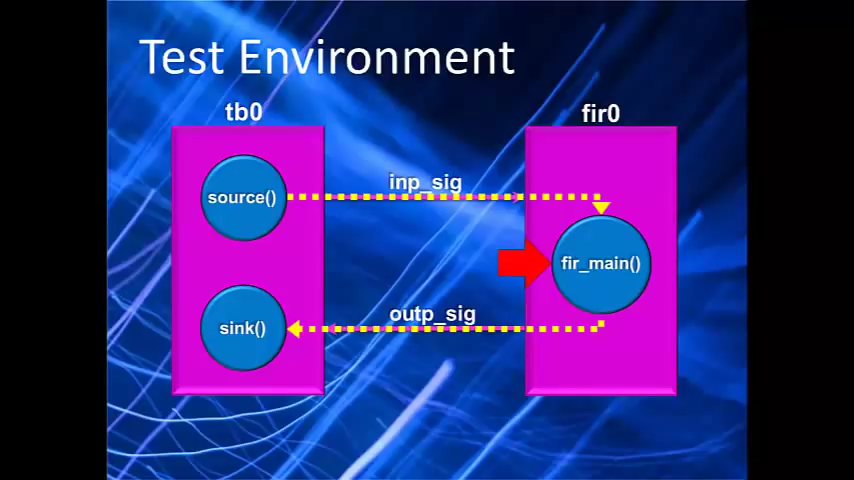 Test Environment
tb0
fir0
inp_sig
source()
fir_main()
outp_sig
sink()